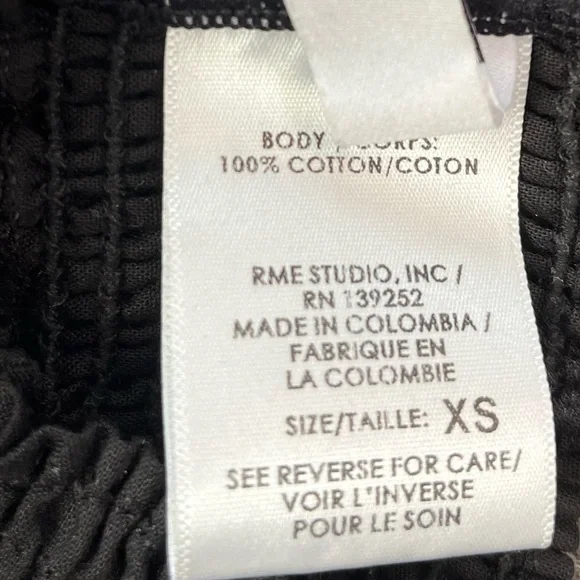 BODY / CORPS:
100% COTTON/COTON
RME STUDIO, INC /
RN 139252
MADE IN COLOMBIA /
FABRIQUE EN
LA COLOMBIE
SIZE/TAILLE: XS
SEE REVERSE FOR CARE/
VOIR L'INVERSE
POUR LE SOIN